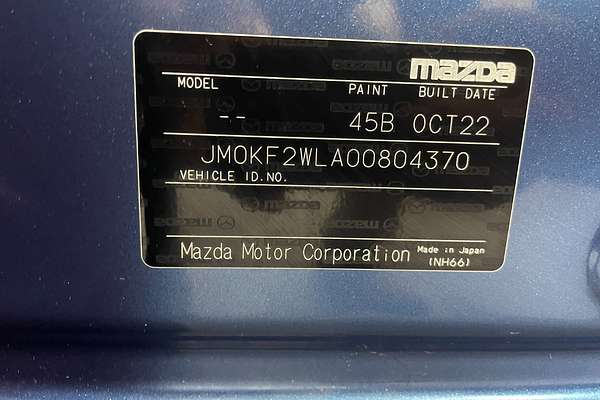 mazda
MODEL PAINT BUILT DATE
-- 45B OCT22
JM0KF2WLA00804370
VEHICLE ID.NO.
Mazda Motor Corporation Made in Japan
(NH66)